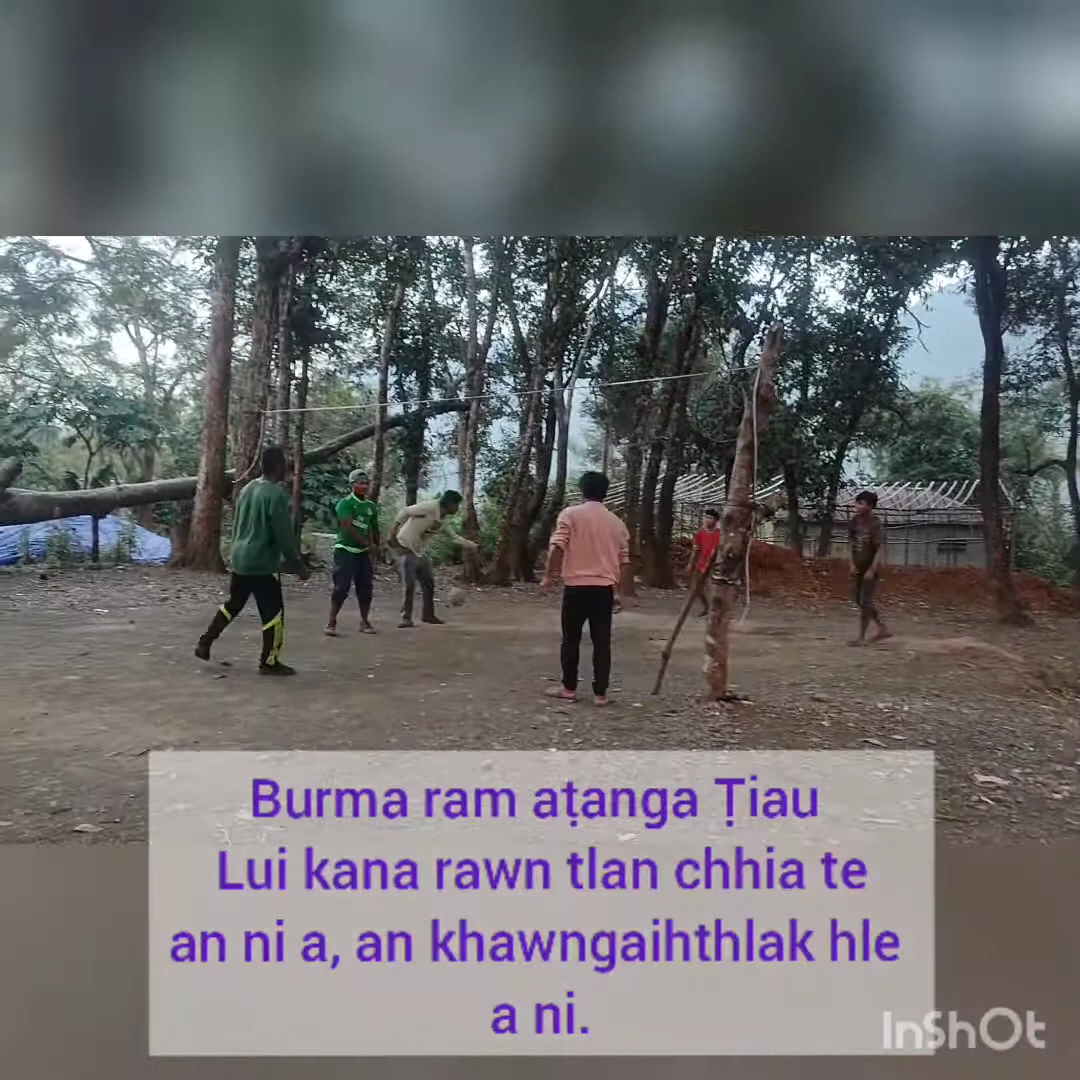 Burma ram aṭanga Ṭiau
Lui kana rawn tlan chhia te
an ni a, an khawngaihthlak hle
a ni.
InShOt